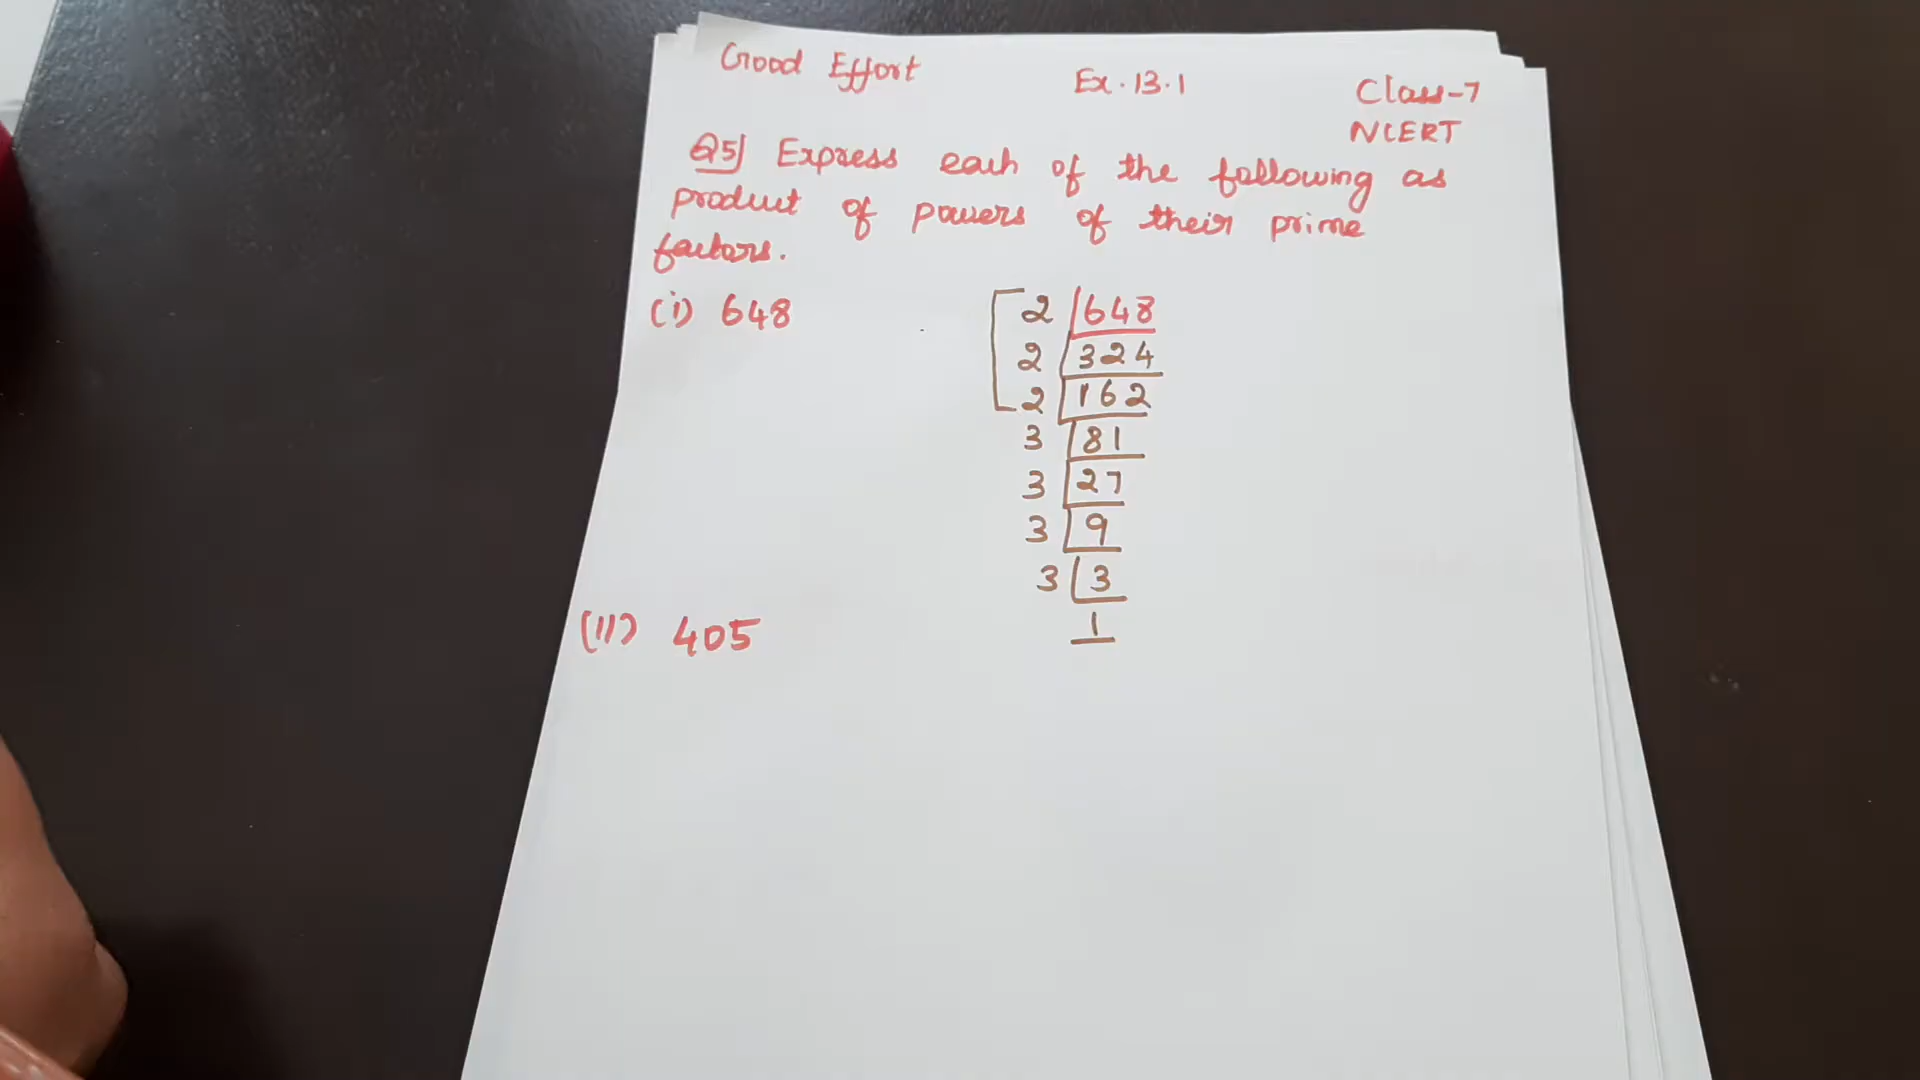 Good Effort Ex. 13.1 Class-7
NCERT
Q5) Express each of the following as
product of powers of their prime
factors.
(i) 648
2 648
2 324
2 162
3 81
3 27
3 9
3 3
1
(ii) 405